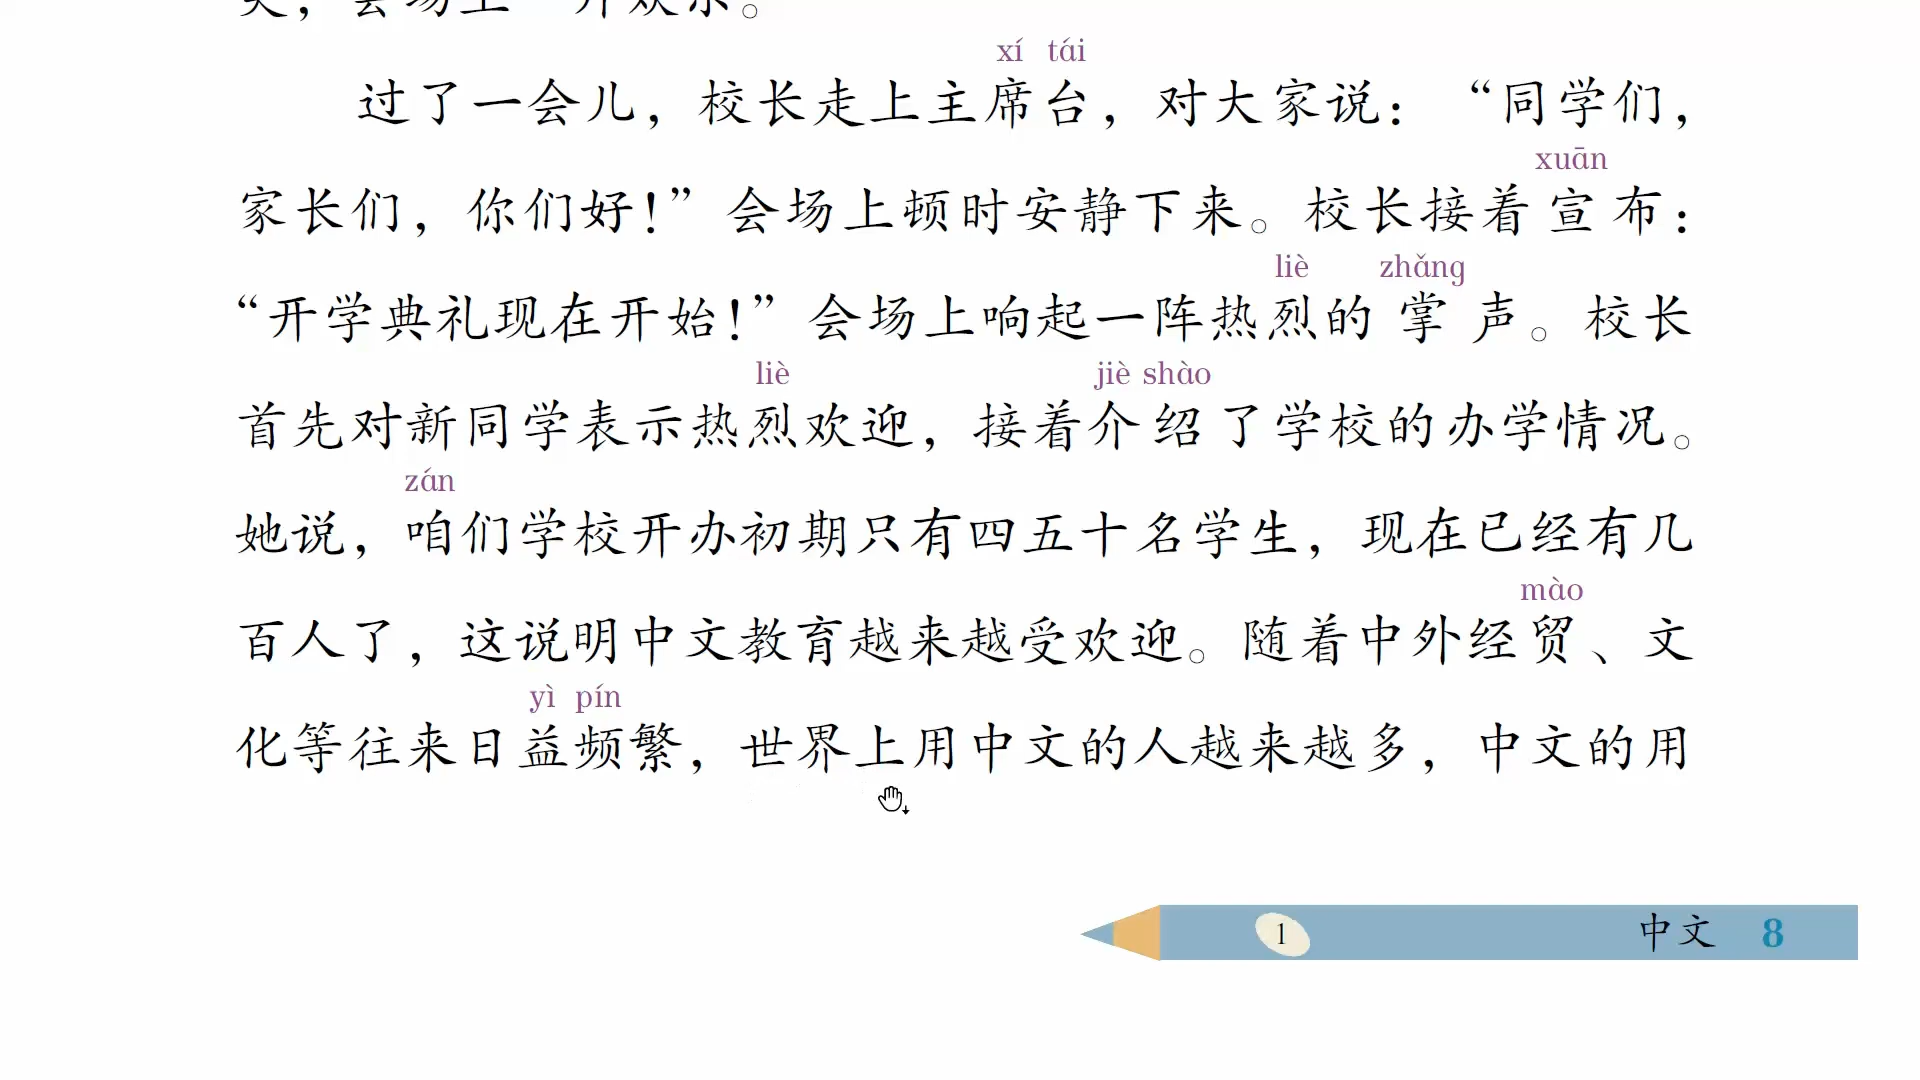 ，会场上一片欢乐。
xí tái
过了一会儿，校长走上主席台，对大家说：“同学们，
xuān
家长们，你们好！”会场上顿时安静下来。校长接着宣布：
liè zhǎng
“开学典礼现在开始！”会场上响起一阵热烈的掌声。校长
liè jiè shào
首先对新同学表示热烈欢迎，接着介绍了学校的办学情况。
zán
她说，咱们学校开办初期只有四五十名学生，现在已经有几
mào
百人了，这说明中文教育越来越受欢迎。随着中外经贸、文
yì pín
化等往来日益频繁，世界上用中文的人越来越多，中文的用
1 中文 8